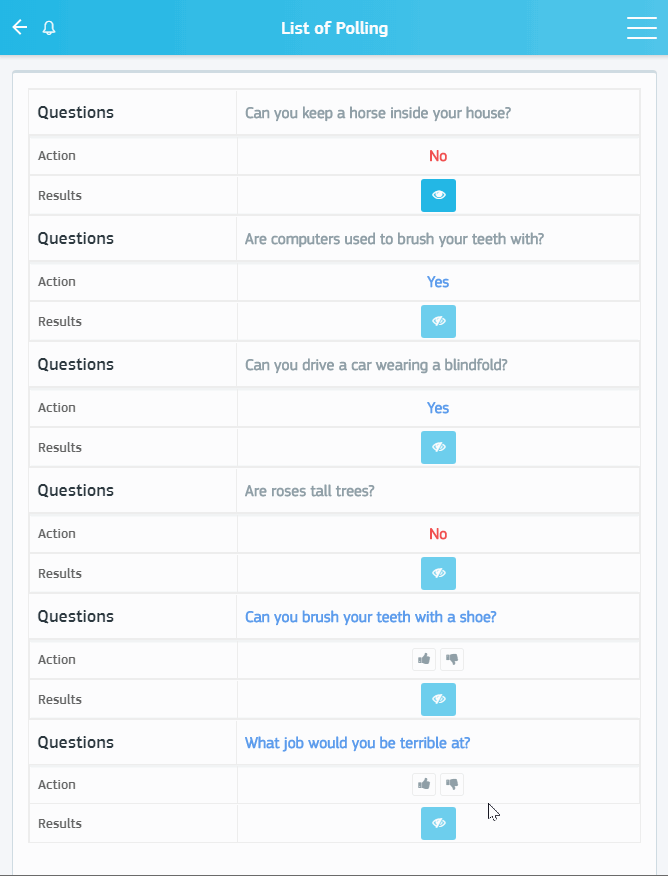 List of Polling
Questions Can you keep a horse inside your house?
Action No
Results
Questions Are computers used to brush your teeth with?
Action Yes
Results
Questions Can you drive a car wearing a blindfold?
Action Yes
Results
Questions Are roses tall trees?
Action No
Results
Questions Can you brush your teeth with a shoe?
Action
Results
Questions What job would you be terrible at?
Action
Results